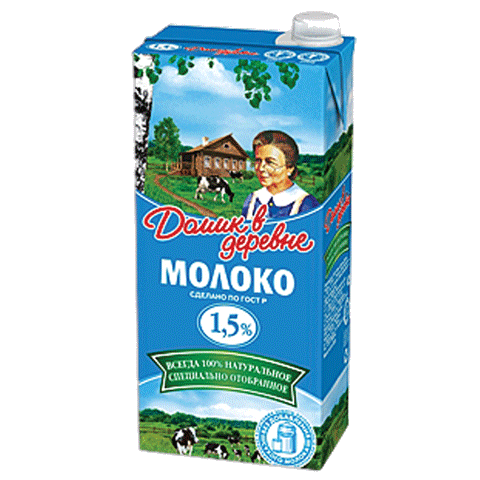 Домик в
деревне
МОЛОКО
СДЕЛАНО ПО ГОСТ Р
1,5%
ВСЕГДА 100% НАТУРАЛЬНОЕ
СПЕЦИАЛЬНО ОТОБРАННОЕ